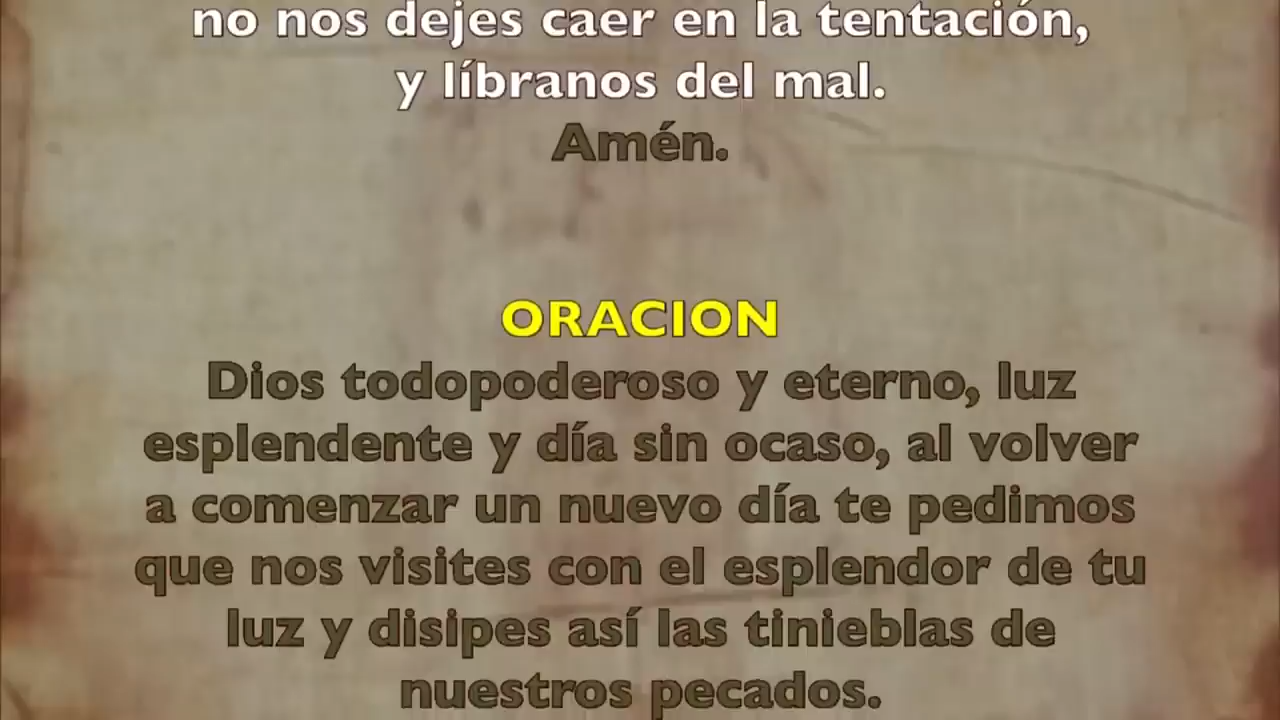 no nos dejes caer en la tentación,
y líbranos del mal.
Amén.
ORACION
Dios todopoderoso y eterno, luz
esplendente y día sin ocaso, al volver
a comenzar un nuevo día te pedimos
que nos visites con el esplendor de tu
luz y disipes así las tinieblas de
nuestros pecados.